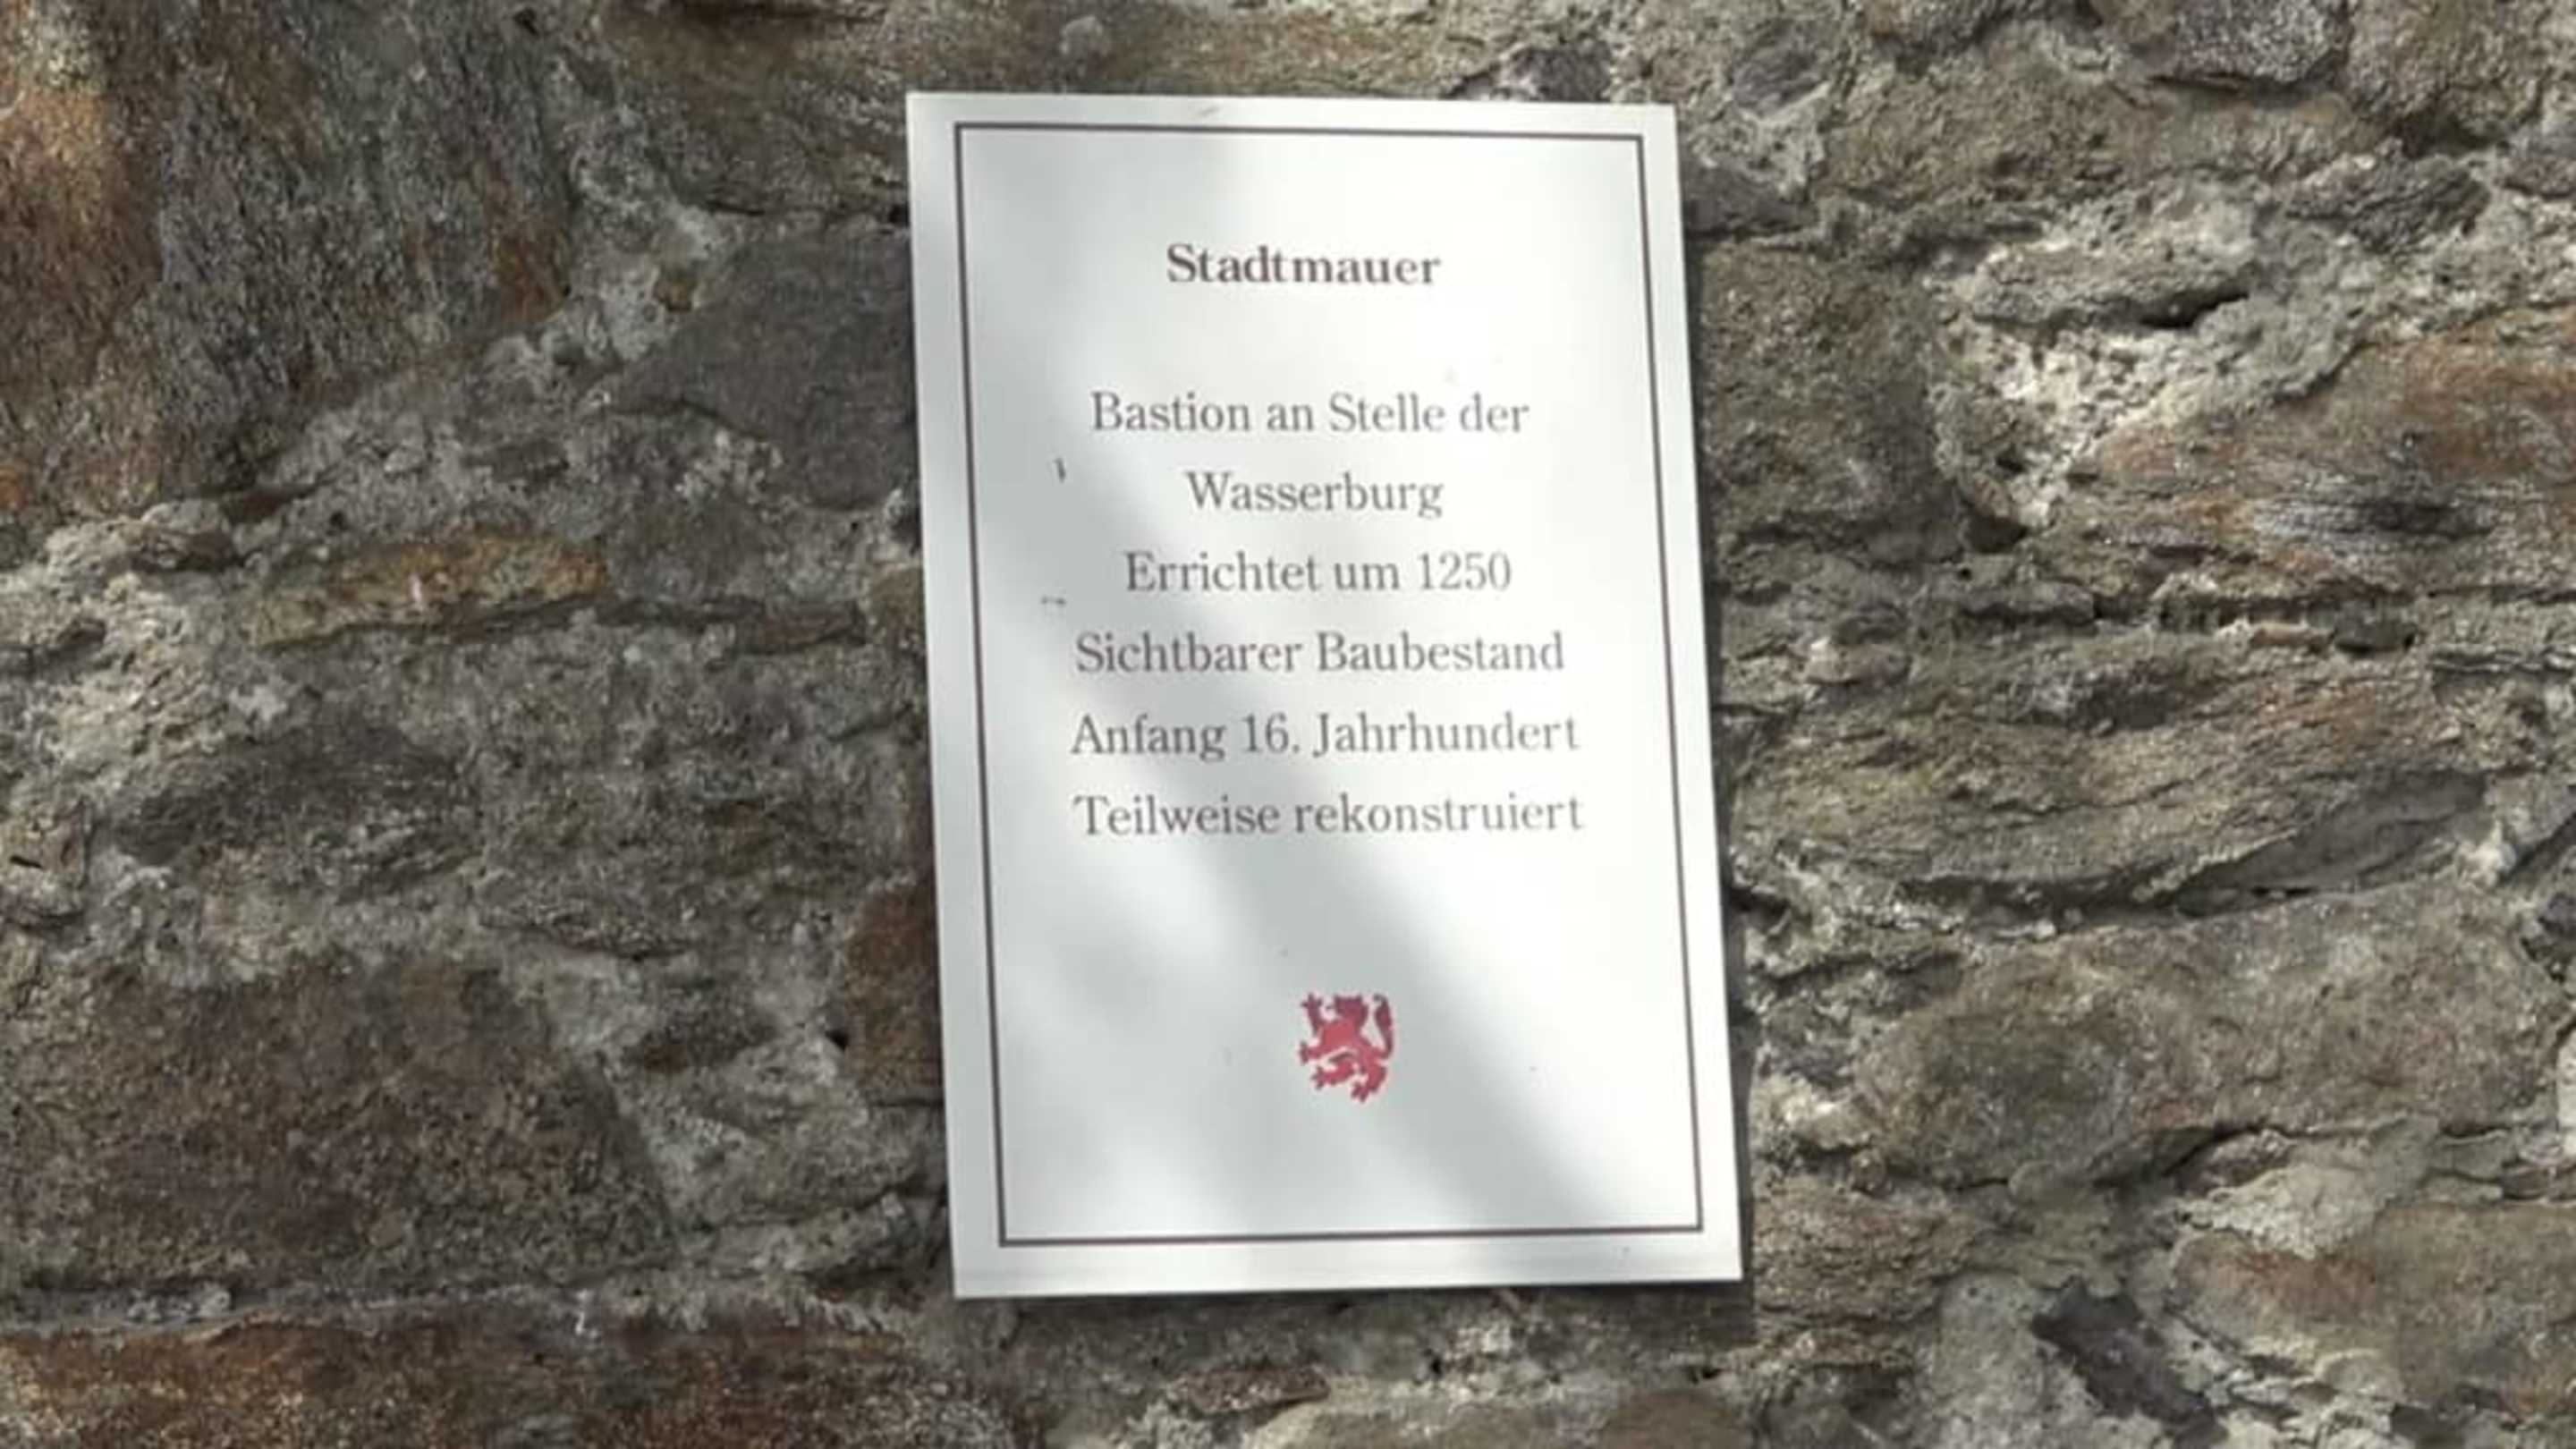 Stadtmauer
Bastion an Stelle der
Wasserburg
Errichtet um 1250
Sichtbarer Baubestand
Anfang 16. Jahrhundert
Teilweise rekonstruiert